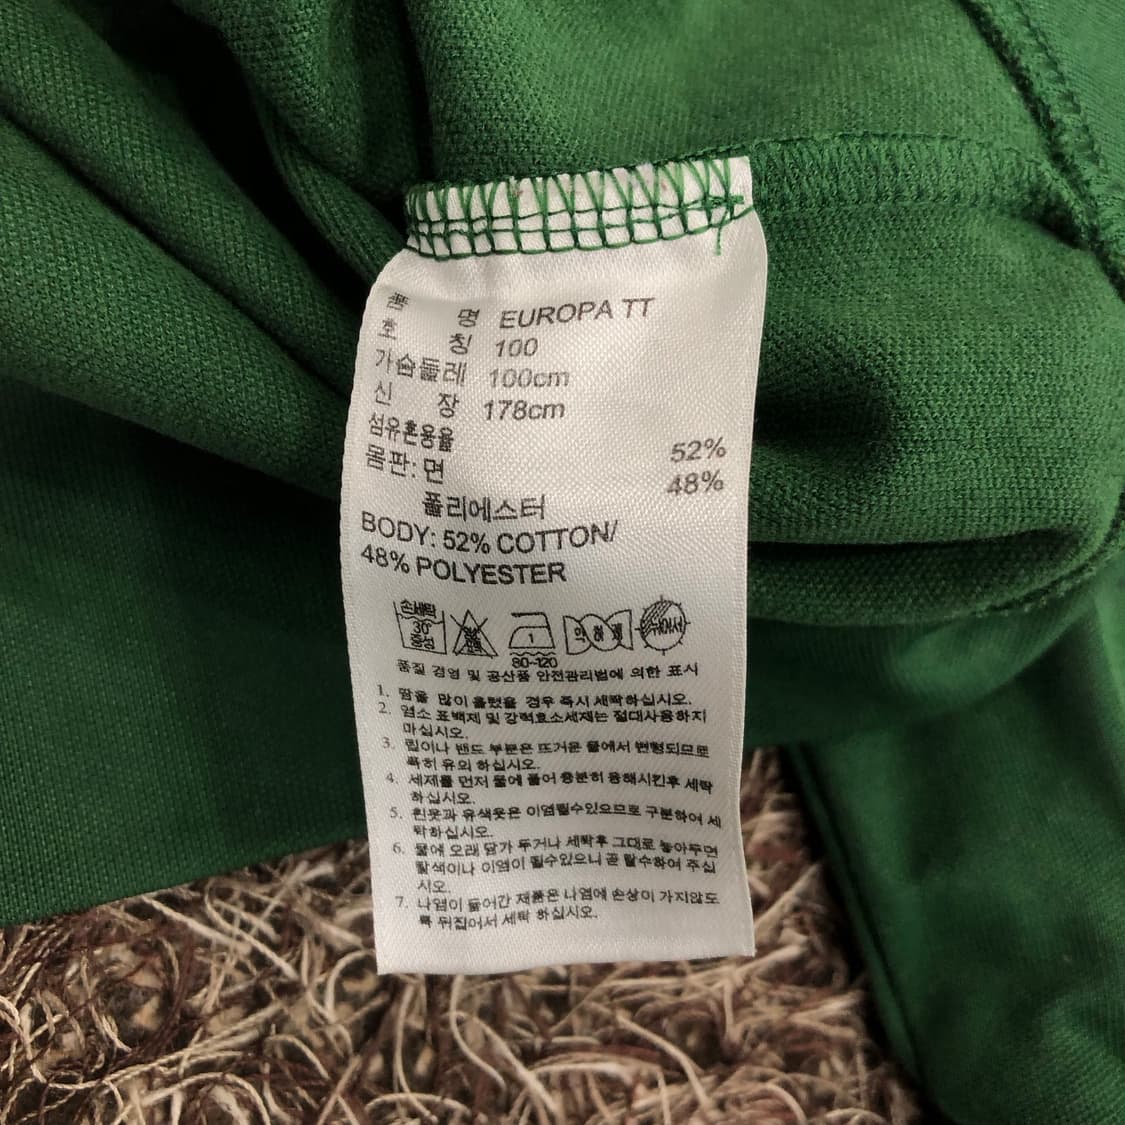 품 명 EUROPA TT
호 칭 100
가슴둘레 100cm
신 장 178cm
섬유혼용율
몸판: 면 52%
폴리에스터 48%
BODY: 52% COTTON/
48% POLYESTER
손세탁 30° 중성
80~120
뉘어서
품질 경영 및 공산품 안전관리법에 의한 표시
1. 땀을 많이 흘렸을 경우 즉시 세탁하십시오.
2. 염소 표백제 및 강력효소세제는 절대사용하지
마십시오.
3. 립이나 밴드 부분은 뜨거운 물에서 변형되므로
특히 유의 하십시오.
4. 세제를 먼저 물에 풀어 충분히 용해시킨후 세탁
하십시오.
5. 흰옷과 유색옷은 이염될수있으므로 구분하여 세
탁하십시오.
6. 물에 오래 담가 두거나 세탁후 그대로 놓아두면
탈색이나 이염이 될수있으니 곧 탈수하여 주십
시오.
7. 나염이 들어간 제품은 나염에 손상이 가지않도
록 뒤집어서 세탁 하십시오.